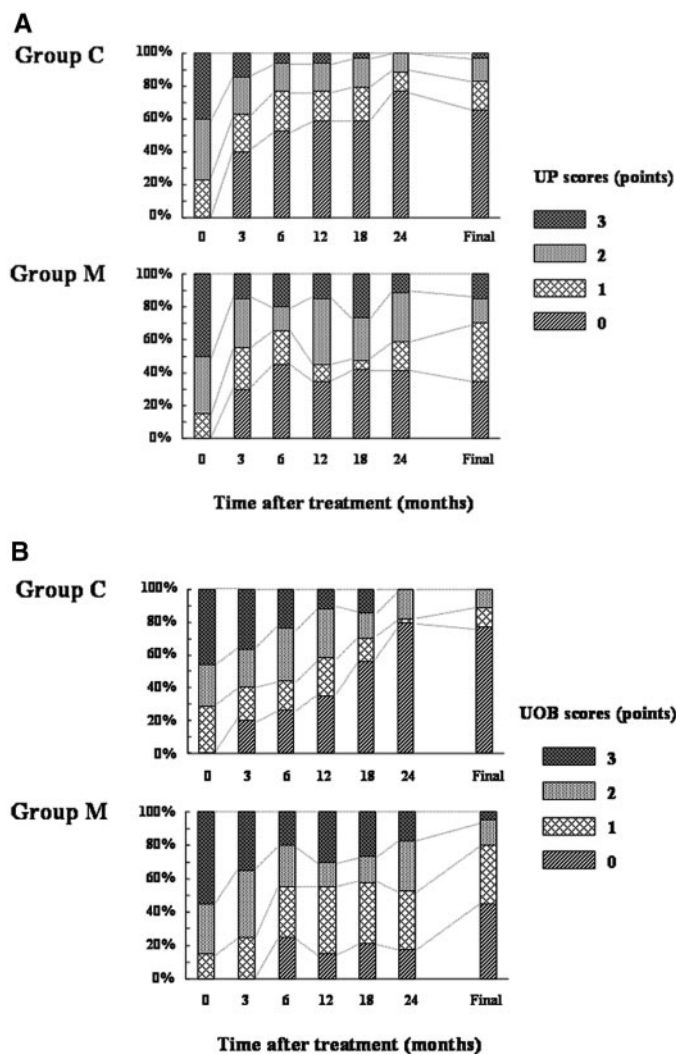 A
Group C
100%
80%
60%
40%
20%
0%
0 3 6 12 18 24 Final
Group M
100%
80%
60%
40%
20%
0%
0 3 6 12 18 24 Final
Time after treatment (months)
UP scores (points)
3
2
1
0
B
Group C
100%
80%
60%
40%
20%
0%
0 3 6 12 18 24 Final
Group M
100%
80%
60%
40%
20%
0%
0 3 6 12 18 24 Final
Time after treatment (months)
UOB scores (points)
3
2
1
0